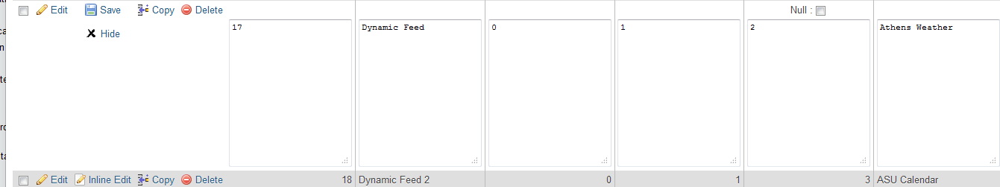 Edit Save Copy Delete Null :
Hide 17 Dynamic Feed 0 1 2 Athens Weather
Edit Inline Edit Copy Delete 18 Dynamic Feed 2 0 1 3 ASU Calendar